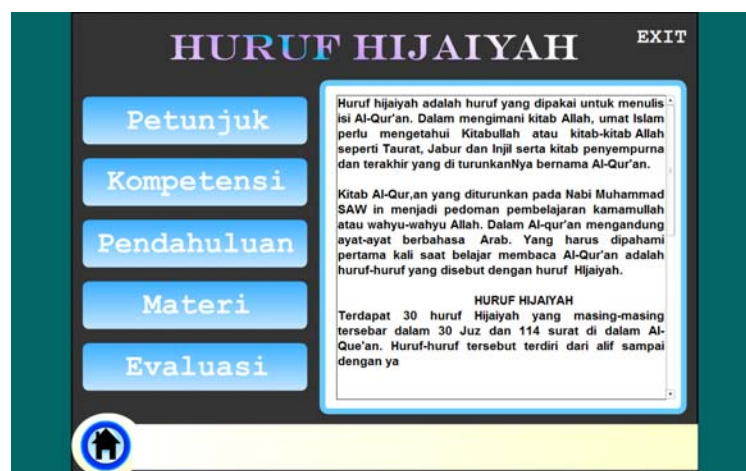 HURUF HIJAIYAH
EXIT
Petunjuk
Kompetensi
Pendahuluan
Materi
Evaluasi
Huruf hijaiyah adalah huruf yang dipakai untuk menulis
isi Al-Qur'an. Dalam mengimani kitab Allah, umat Islam
perlu mengetahui Kitabullah atau kitab-kitab Allah
seperti Taurat, Jabur dan Injil serta kitab penyempurna
dan terakhir yang di turunkanNya bernama Al-Qur'an.
Kitab Al-Qur,an yang diturunkan pada Nabi Muhammad
SAW in menjadi pedoman pembelajaran kamamullah
atau wahyu-wahyu Allah. Dalam Al-qur'an mengandung
ayat-ayat berbahasa Arab. Yang harus dipahami
pertama kali saat belajar membaca Al-Qur'an adalah
huruf-huruf yang disebut dengan huruf HIjaiyah.
HURUF HIJAIYAH
Terdapat 30 huruf Hijaiyah yang masing-masing
tersebar dalam 30 Juz dan 114 surat di dalam Al-
Que'an. Huruf-huruf tersebut terdiri dari alif sampai
dengan ya